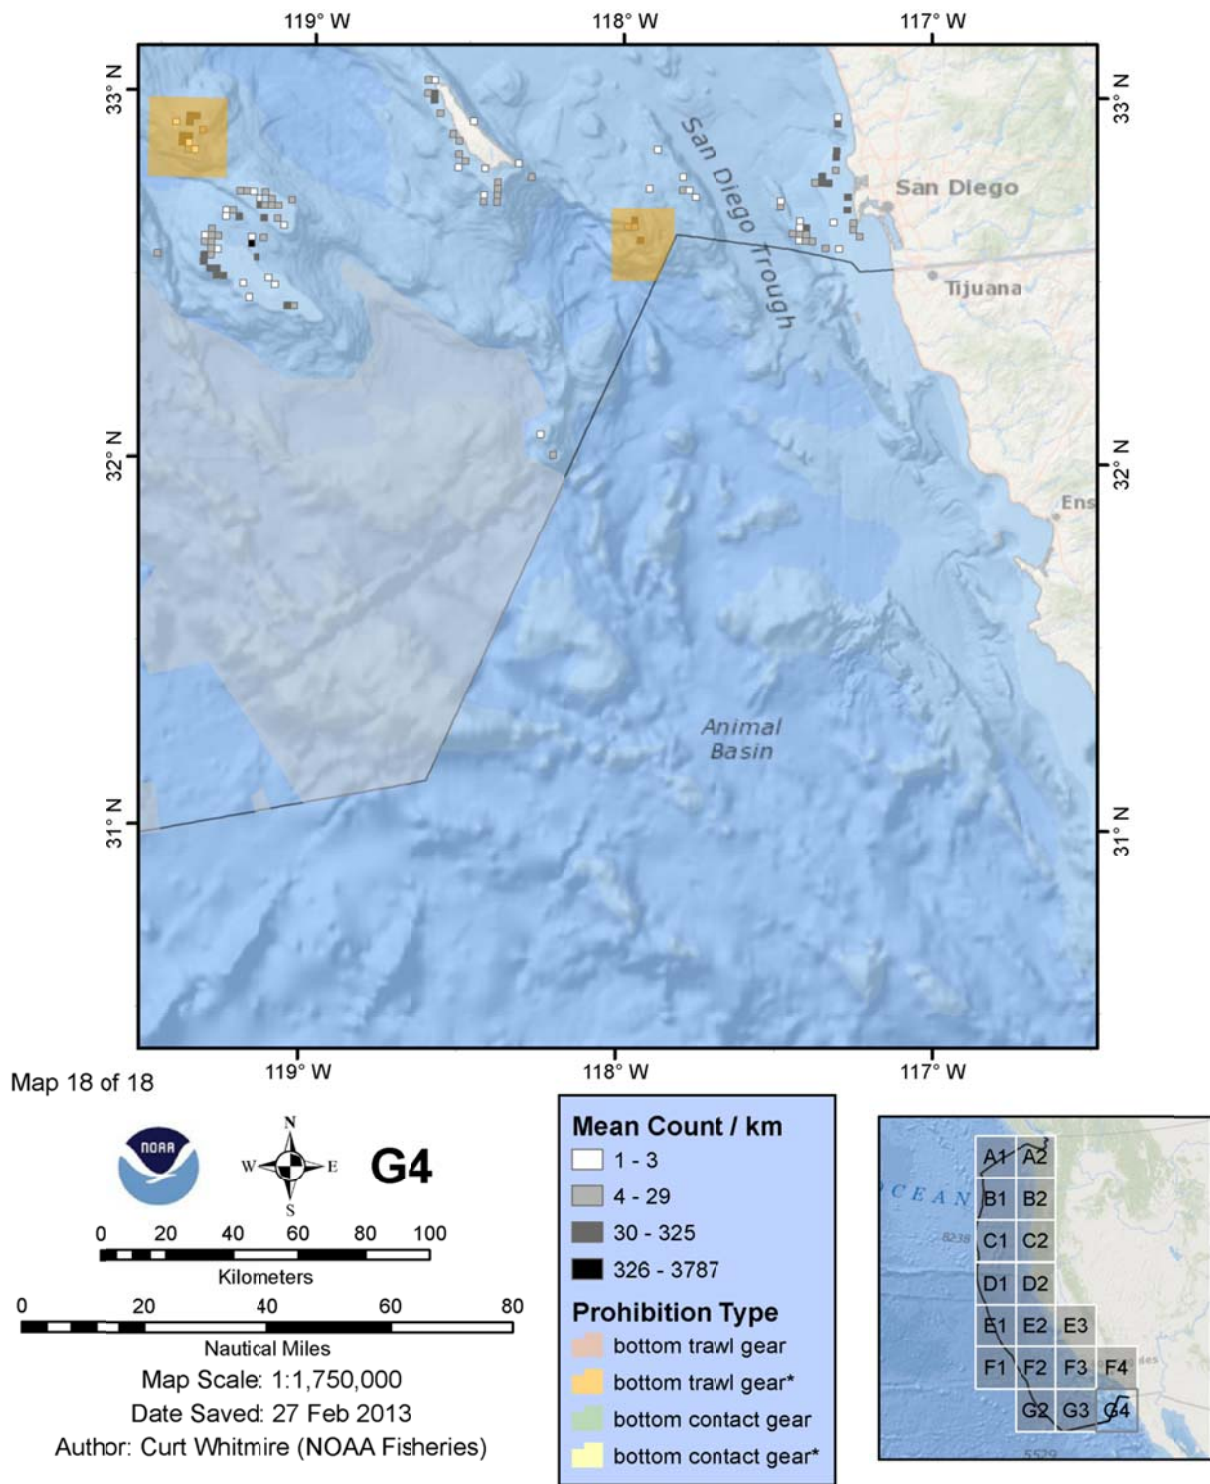 119° W
118° W
117° W
33° N
33° N
San Diego Trough
San Diego
Tijuana
32° N
32° N
Ens
Animal
Basin
31° N
31° N
119° W
118° W
117° W
Map 18 of 18
NOAA
N
W
E
S
G4
0 20 40 60 80 100
Kilometers
0 20 40 60 80
Nautical Miles
Map Scale: 1:1,750,000
Date Saved: 27 Feb 2013
Author: Curt Whitmire (NOAA Fisheries)
Mean Count / km
1 - 3
4 - 29
30 - 325
326 - 3787
Prohibition Type
bottom trawl gear
bottom trawl gear*
bottom contact gear
bottom contact gear*
A1 A2
OCEAN
B1 B2
8238
C1 C2
D1 D2
E1 E2 E3
F1 F2 F3 F4
G2 G3 G4
5529